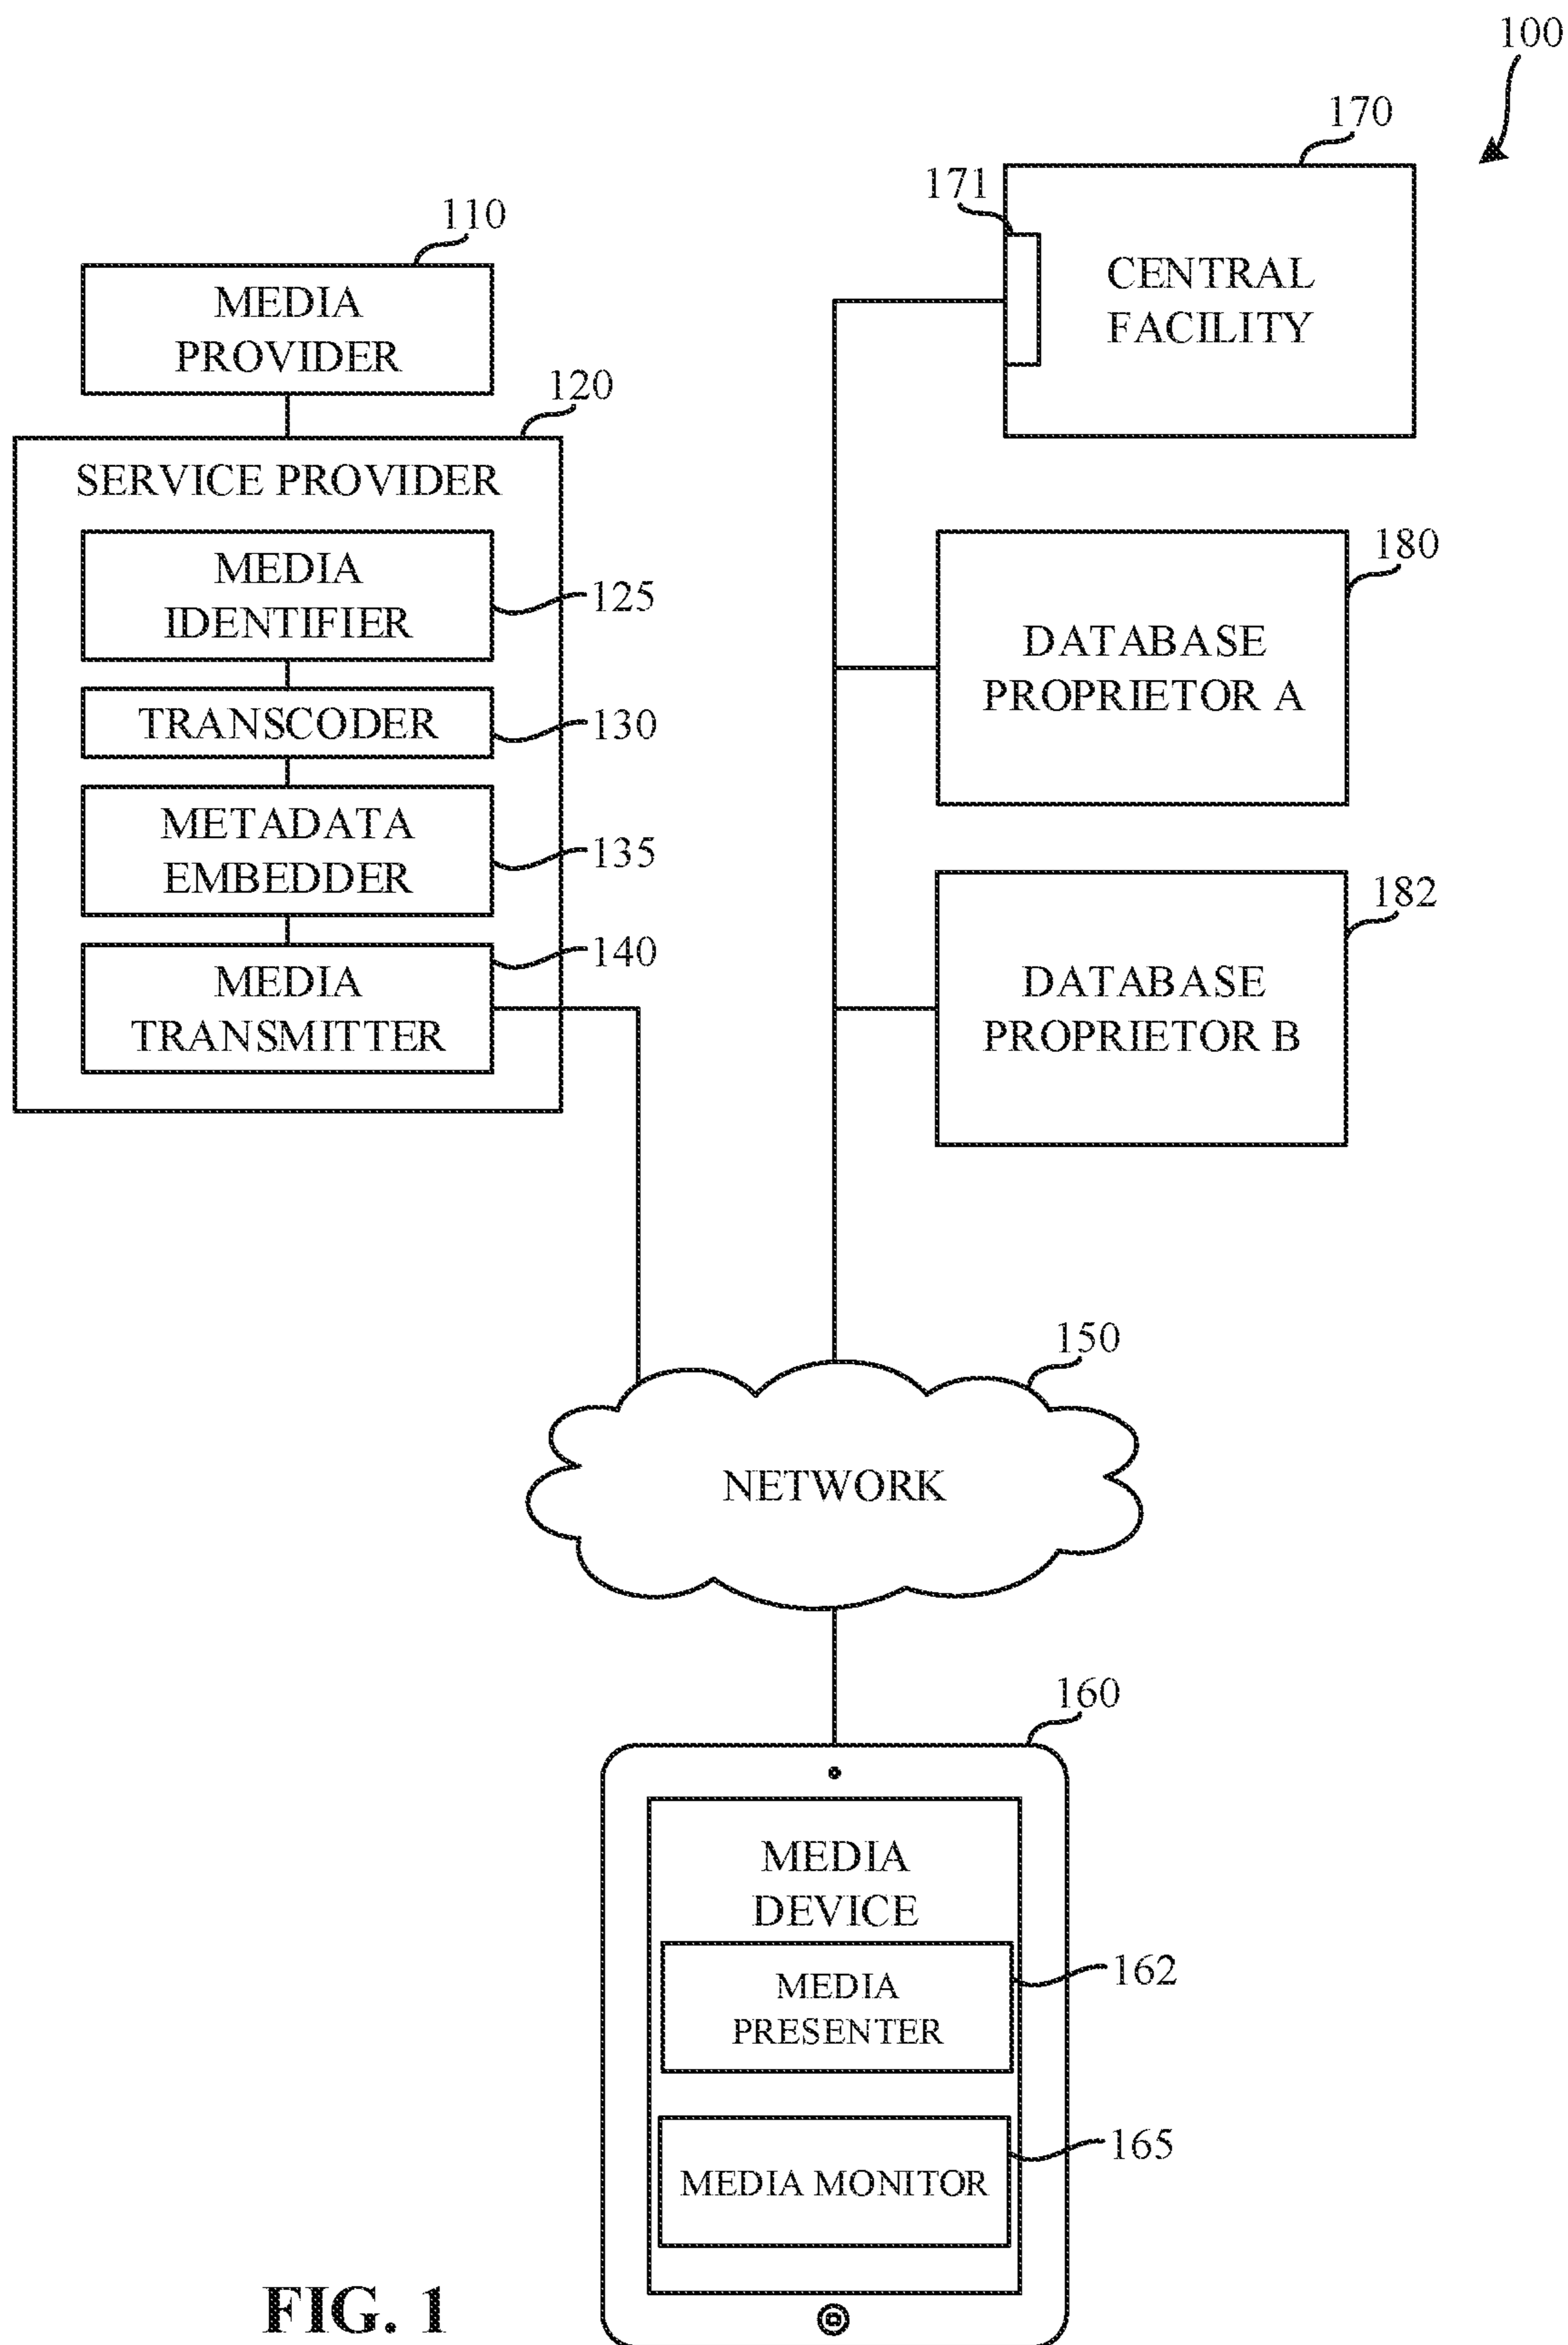 100
170
171
CENTRAL
FACILITY
110
MEDIA
PROVIDER
120
SERVICE PROVIDER
MEDIA
IDENTIFIER
125
TRANSCODER
130
METADATA
EMBEDDER
135
MEDIA
TRANSMITTER
140
180
DATABASE
PROPRIETOR A
182
DATABASE
PROPRIETOR B
150
NETWORK
160
MEDIA
DEVICE
MEDIA
PRESENTER
162
MEDIA MONITOR
165
FIG. 1